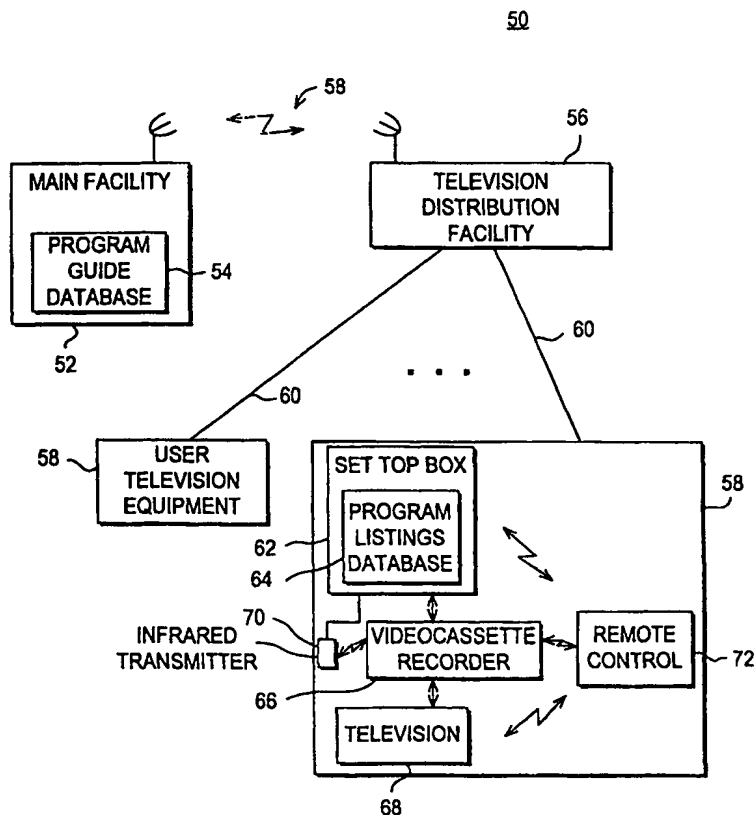 50
58
56
MAIN FACILITY
PROGRAM
GUIDE
DATABASE
54
52
TELEVISION
DISTRIBUTION
FACILITY
60
60
. . .
58
USER
TELEVISION
EQUIPMENT
SET TOP BOX
58
PROGRAM
LISTINGS
DATABASE
62
64
70
INFRARED
TRANSMITTER
VIDEOCASSETTE
RECORDER
66
REMOTE
CONTROL
72
TELEVISION
68